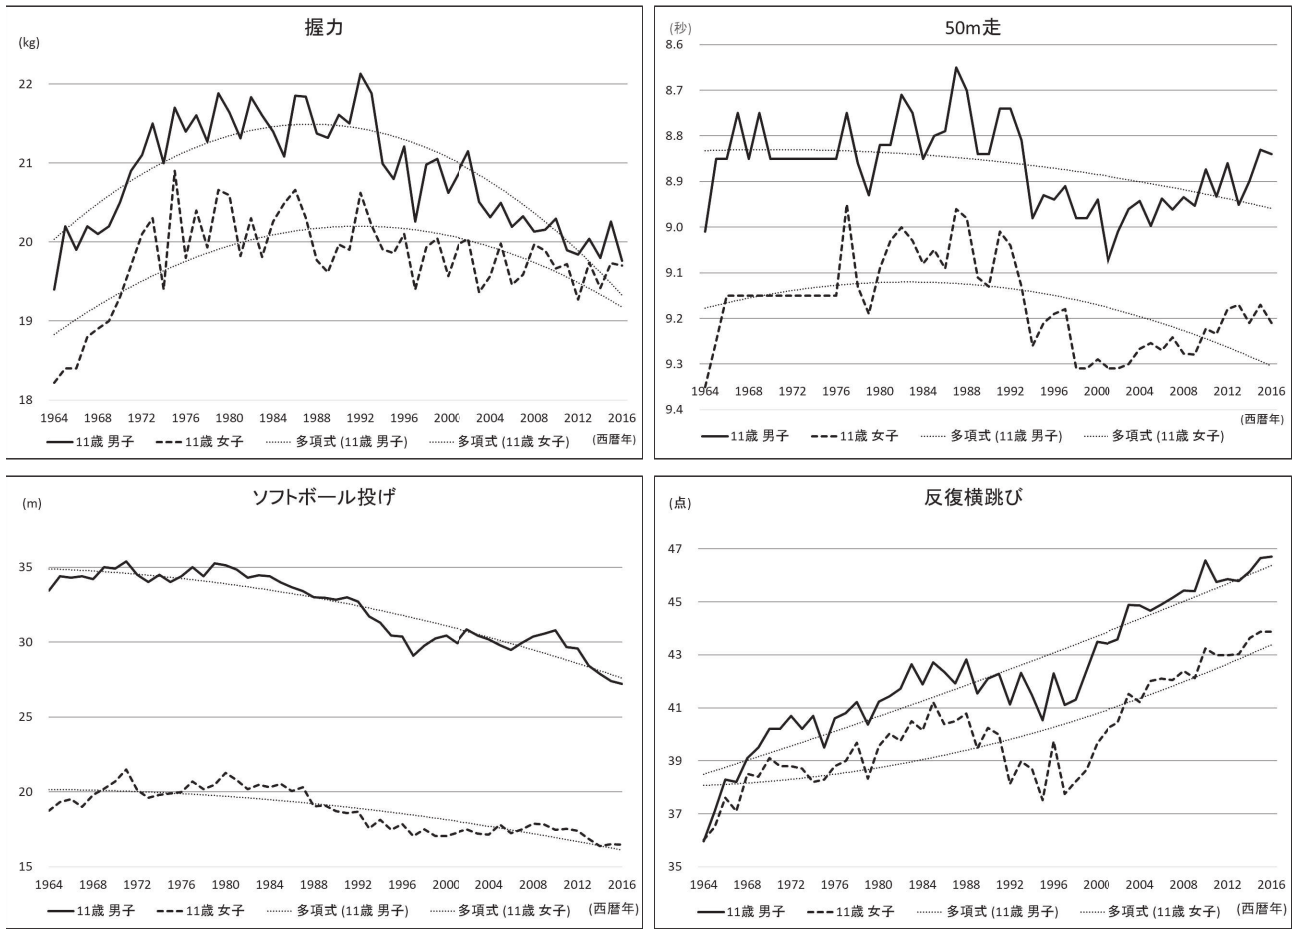 握力
(kg)
22
21
20
19
18
1964 1968 1972 1976 1980 1984 1988 1992 1996 2000 2004 2008 2012 2016
11歳 男子 11歳 女子 多項式 (11歳 男子) 多項式 (11歳 女子) (西暦年)
50m走
(秒)
8.6
8.7
8.8
8.9
9.0
9.1
9.2
9.3
1964 1968 1972 1976 1980 1984 1988 1992 1996 2000 2004 2008 2012 2016
9.4
(西暦年)
11歳 男子 11歳 女子 多項式 (11歳 男子) 多項式 (11歳 女子)
ソフトボール投げ
(m)
35
30
25
20
15
1964 1968 1972 1976 1980 1984 1988 1992 1996 2000 2004 2008 2012 2016
11歳 男子 11歳 女子 多項式 (11歳 男子) 多項式 (11歳 女子) (西暦年)
反復横跳び
(点)
47
45
43
41
39
37
35
1964 1968 1972 1976 1980 1984 1988 1992 1996 2000 2004 2008 2012 2016
11歳 男子 11歳 女子 多項式 (11歳 男子) 多項式 (11歳 女子) (西暦年)